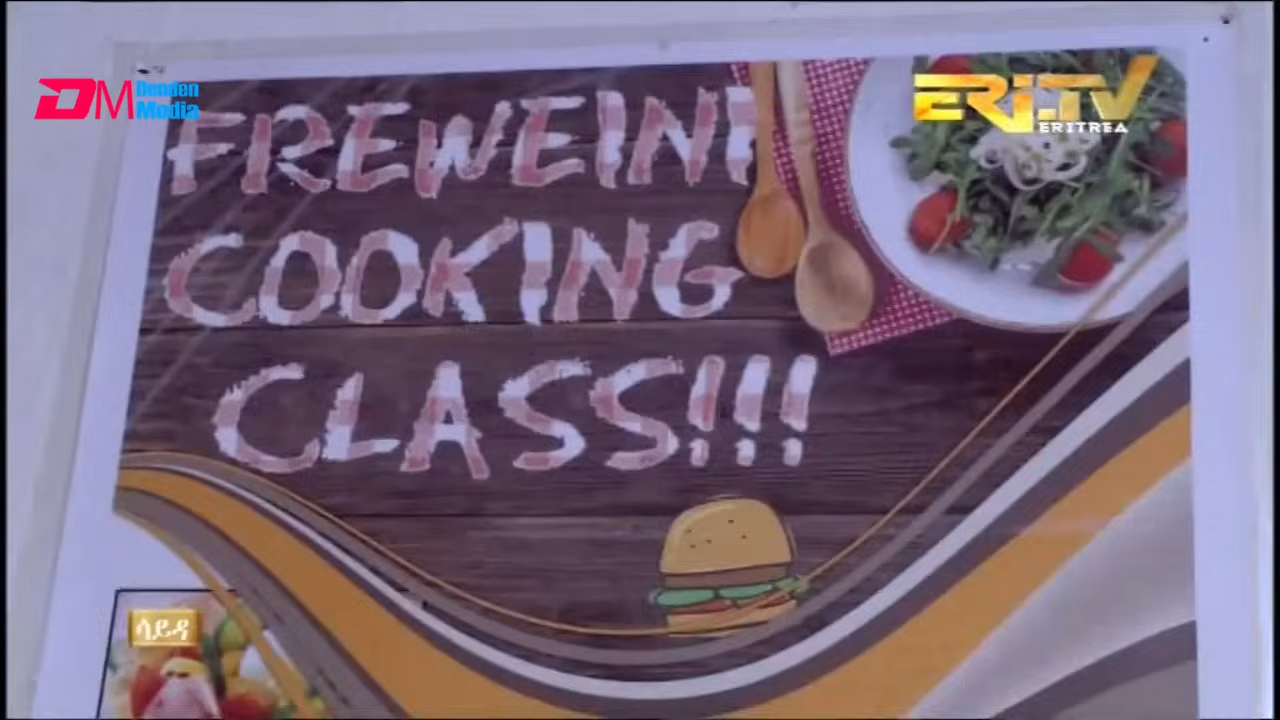 DM Denden
Media
ERI.TV
ERITREA
FREWEINI
COOKING
CLASS!!!
ሳይዳ